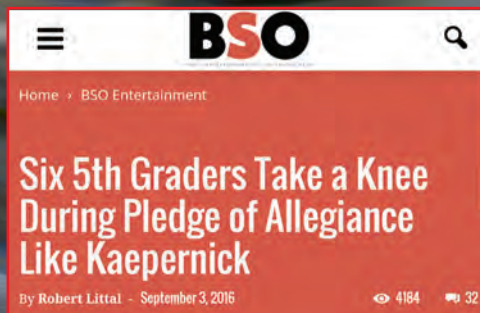 BSO
Home › BSO Entertainment
Six 5th Graders Take a Knee
During Pledge of Allegiance
Like Kaepernick
By Robert Littal - September 3, 2016 4184 32